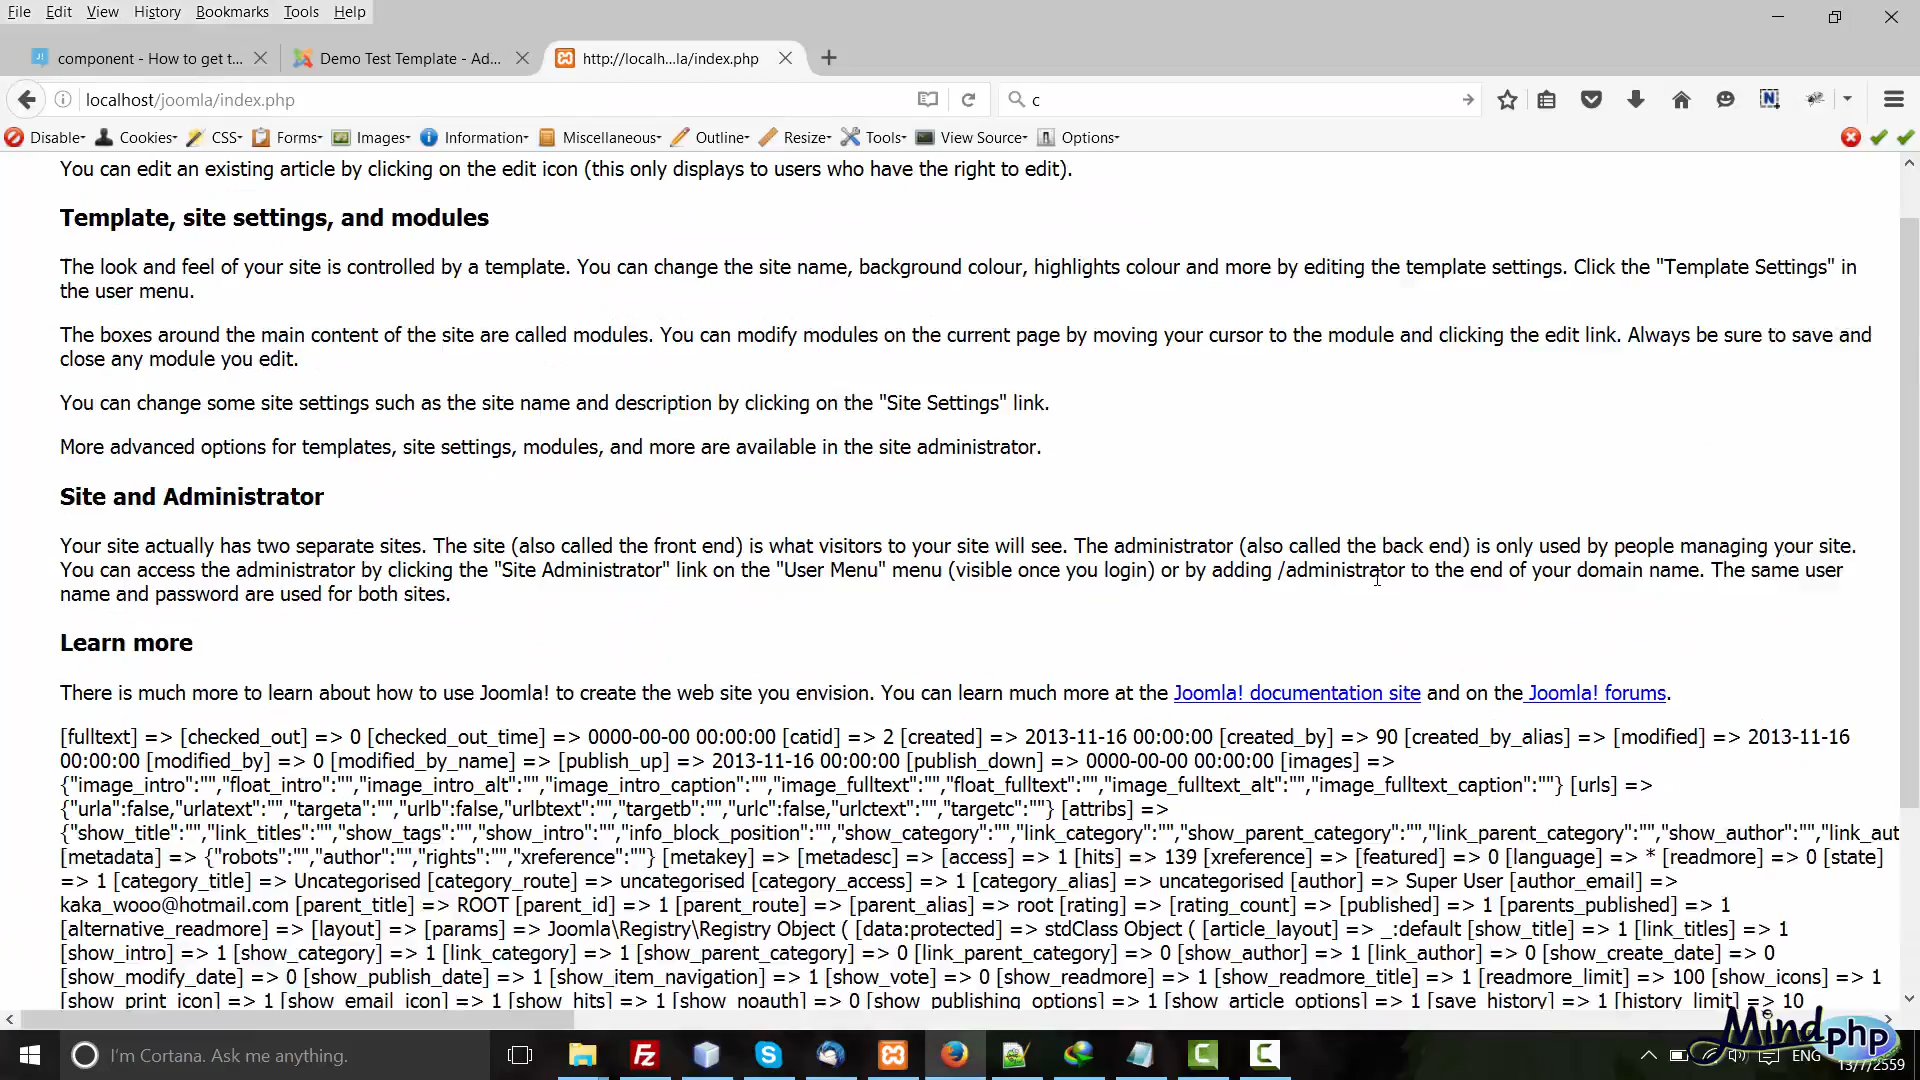 File Edit View History Bookmarks Tools Help
component - How to get t... Demo Test Template - Ad... http://localh...la/index.php
localhost/joomla/index.php c
Disable Cookies CSS Forms Images Information Miscellaneous Outline Resize Tools View Source Options
You can edit an existing article by clicking on the edit icon (this only displays to users who have the right to edit).
Template, site settings, and modules
The look and feel of your site is controlled by a template. You can change the site name, background colour, highlights colour and more by editing the template settings. Click the "Template Settings" in
the user menu.
The boxes around the main content of the site are called modules. You can modify modules on the current page by moving your cursor to the module and clicking the edit link. Always be sure to save and
close any module you edit.
You can change some site settings such as the site name and description by clicking on the "Site Settings" link.
More advanced options for templates, site settings, modules, and more are available in the site administrator.
Site and Administrator
Your site actually has two separate sites. The site (also called the front end) is what visitors to your site will see. The administrator (also called the back end) is only used by people managing your site.
You can access the administrator by clicking the "Site Administrator" link on the "User Menu" menu (visible once you login) or by adding /administrator to the end of your domain name. The same user
name and password are used for both sites.
Learn more
There is much more to learn about how to use Joomla! to create the web site you envision. You can learn much more at the Joomla! documentation site and on the Joomla! forums.
[fulltext] => [checked_out] => 0 [checked_out_time] => 0000-00-00 00:00:00 [catid] => 2 [created] => 2013-11-16 00:00:00 [created_by] => 90 [created_by_alias] => [modified] => 2013-11-16
00:00:00 [modified_by] => 0 [modified_by_name] => [publish_up] => 2013-11-16 00:00:00 [publish_down] => 0000-00-00 00:00:00 [images] =>
{"image_intro":"","float_intro":"","image_intro_alt":"","image_intro_caption":"","image_fulltext":"","float_fulltext":"","image_fulltext_alt":"","image_fulltext_caption":""} [urls] =>
{"urla":false,"urlatext":"","targeta":"","urlb":false,"urlbtext":"","targetb":"","urlc":false,"urlctext":"","targetc":""} [attribs] =>
{"show_title":"","link_titles":"","show_tags":"","show_intro":"","info_block_position":"","show_category":"","link_category":"","show_parent_category":"","link_parent_category":"","show_author":"","link_aut
[metadata] => {"robots":"","author":"","rights":"","xreference":""} [metakey] => [metadesc] => [access] => 1 [hits] => 139 [xreference] => [featured] => 0 [language] => * [readmore] => 0 [state]
=> 1 [category_title] => Uncategorised [category_route] => uncategorised [category_access] => 1 [category_alias] => uncategorised [author] => Super User [author_email] =>
kaka_wooo@hotmail.com [parent_title] => ROOT [parent_id] => 1 [parent_route] => [parent_alias] => root [rating] => [rating_count] => [published] => 1 [parents_published] => 1
[alternative_readmore] => [layout] => [params] => Joomla\Registry\Registry Object ( [data:protected] => stdClass Object ( [article_layout] => _:default [show_title] => 1 [link_titles] => 1
[show_intro] => 1 [show_category] => 1 [link_category] => 1 [show_parent_category] => 0 [link_parent_category] => 0 [show_author] => 1 [link_author] => 0 [show_create_date] => 0
[show_modify_date] => 0 [show_publish_date] => 1 [show_item_navigation] => 1 [show_vote] => 0 [show_readmore] => 1 [show_readmore_title] => 1 [readmore_limit] => 100 [show_icons] => 1
[show_print_icon] => 1 [show_email_icon] => 1 [show_hits] => 1 [show_noauth] => 0 [show_publishing_options] => 1 [show_article_options] => 1 [save_history] => 1 [history_limit] => 10
Mindphp
I'm Cortana. Ask me anything. ENG
13/7/2559